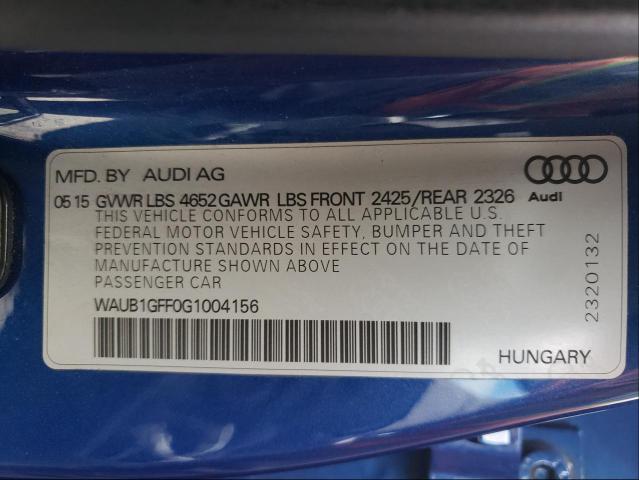 MFD. BY AUDI AG
05 15 GVWR LBS 4652 GAWR LBS FRONT 2425/REAR 2326
Audi
THIS VEHICLE CONFORMS TO ALL APPLICABLE U.S.
FEDERAL MOTOR VEHICLE SAFETY, BUMPER AND THEFT
PREVENTION STANDARDS IN EFFECT ON THE DATE OF
MANUFACTURE SHOWN ABOVE
PASSENGER CAR
WAUB1GFF0G1004156
HUNGARY
2320132